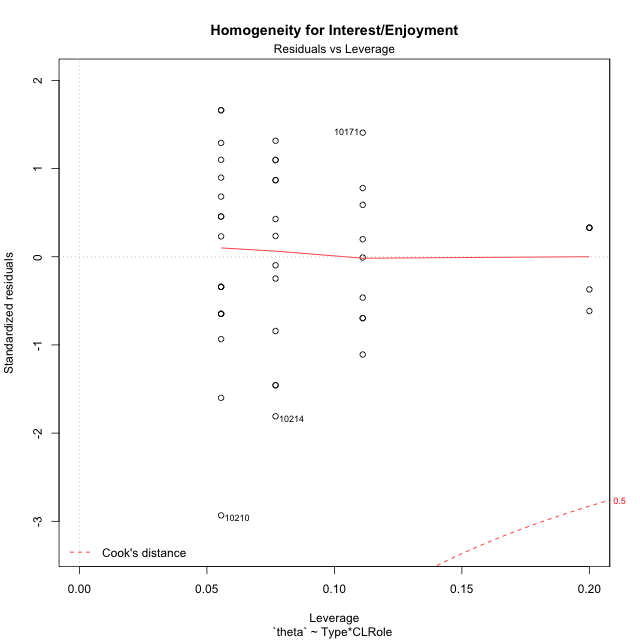 Homogeneity for Interest/Enjoyment
Residuals vs Leverage
2
1
0
-1
-2
-3
Standardized residuals
10171
10214
10210
0.5
Cook's distance
0.00
0.05
0.10
0.15
0.20
Leverage
`theta` ~ Type*CLRole